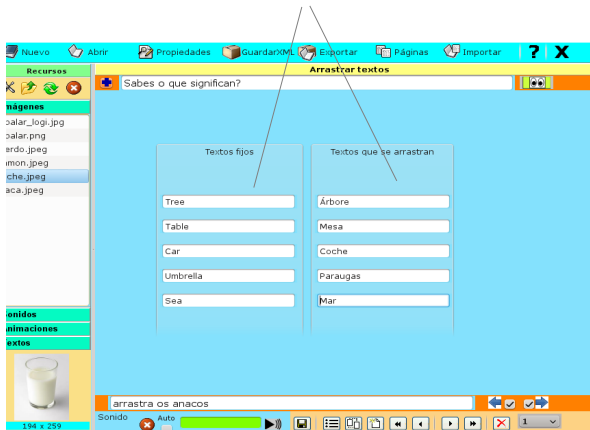 Nuevo Abrir Propiedades GuardarXML Exportar Páginas Importar ? X
Recursos
Arrastrar textos
Sabes o que significan?
mágenes
palar_logi.jpg
palar.png
erdo.jpeg
amon.jpeg
che.jpeg
aca.jpeg
Textos fijos
Textos que se arrastran
Tree
Árbore
Table
Mesa
Car
Coche
Umbrella
Paraugas
Sea
Mar
onidos
nimaciones
extos
arrastra os anacos
Sonido
Auto
1
194 x 259